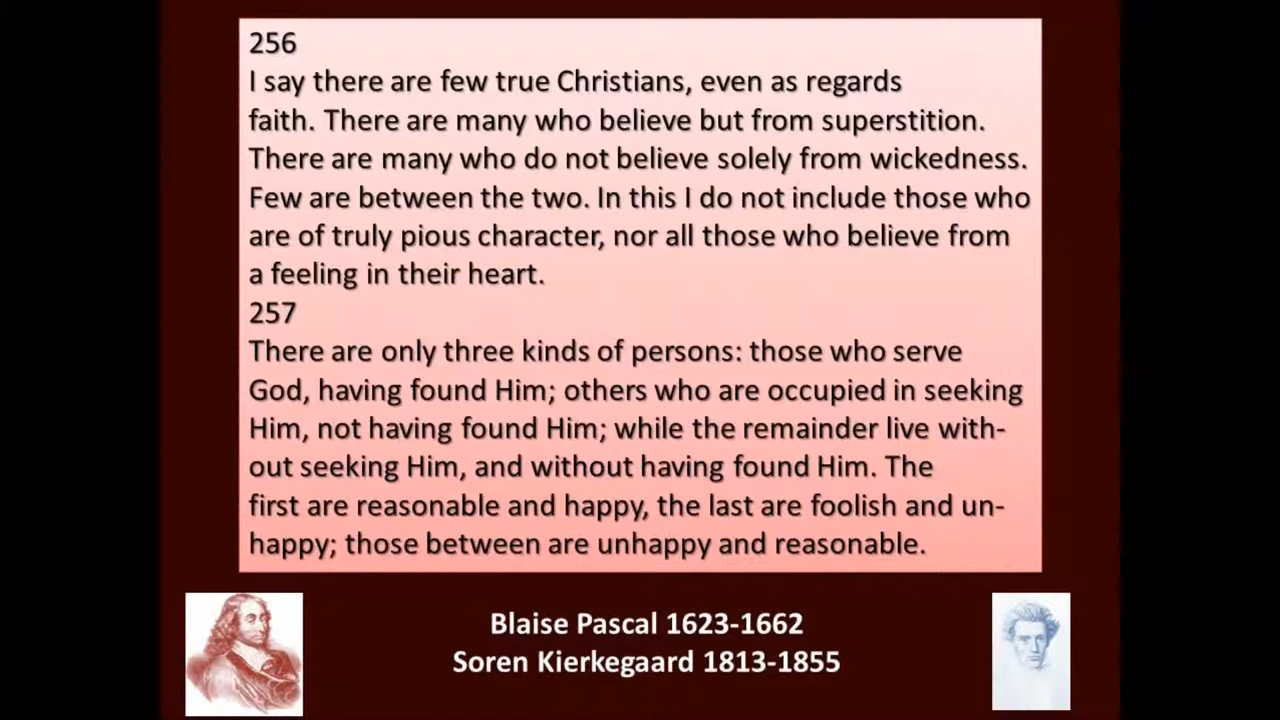 256
I say there are few true Christians, even as regards
faith. There are many who believe but from superstition.
There are many who do not believe solely from wickedness.
Few are between the two. In this I do not include those who
are of truly pious character, nor all those who believe from
a feeling in their heart.
257
There are only three kinds of persons: those who serve
God, having found Him; others who are occupied in seeking
Him, not having found Him; while the remainder live with-
out seeking Him, and without having found Him. The
first are reasonable and happy, the last are foolish and un-
happy; those between are unhappy and reasonable.
Blaise Pascal 1623-1662
Soren Kierkegaard 1813-1855